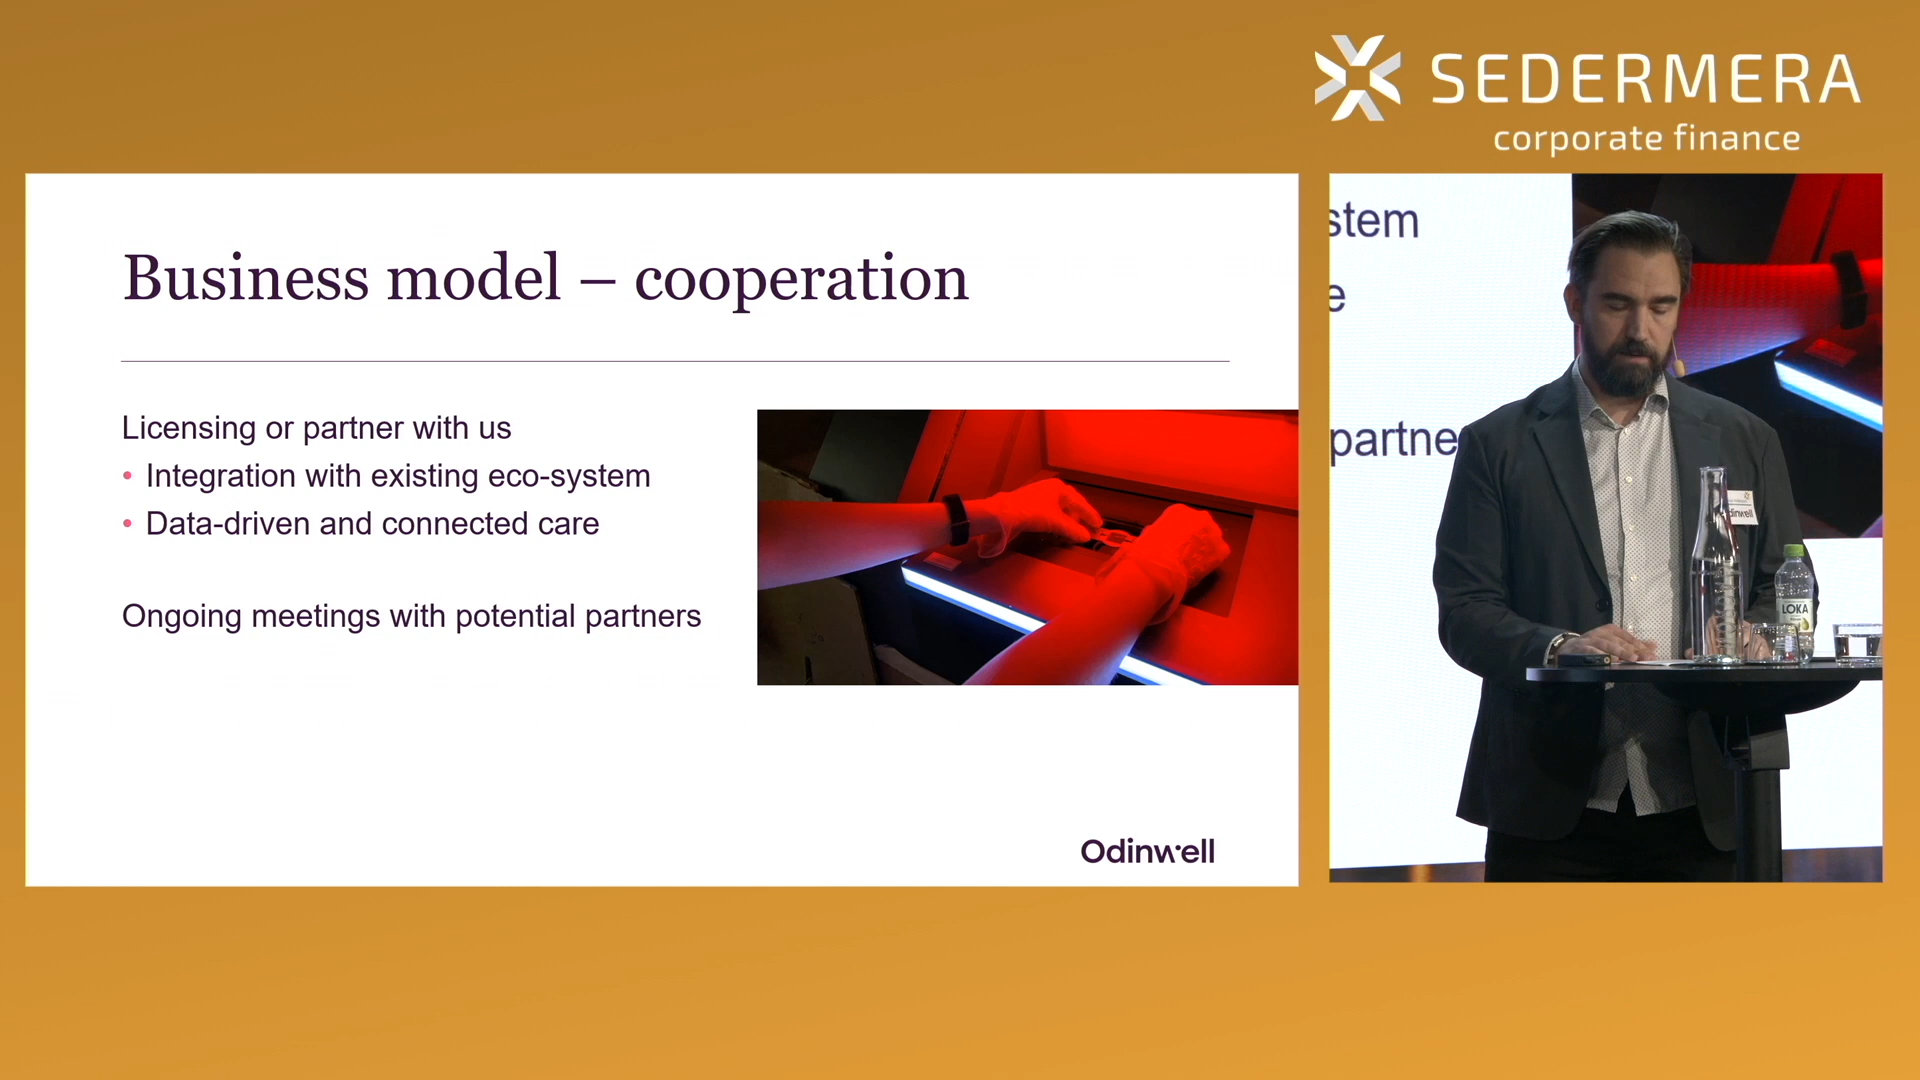 SEDERMERA
corporate finance
Business model – cooperation
Licensing or partner with us
• Integration with existing eco-system
• Data-driven and connected care
Ongoing meetings with potential partners
Odinwell
stem
e
partne
dinwell
LOKA